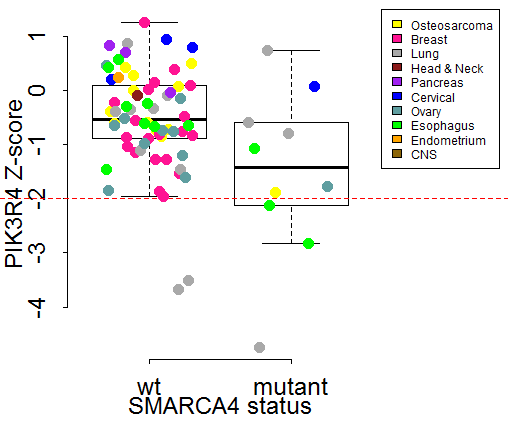 PIK3R4 Z-score
1
0
-1
-2
-3
-4
wt
mutant
SMARCA4 status
Osteosarcoma
Breast
Lung
Head & Neck
Pancreas
Cervical
Ovary
Esophagus
Endometrium
CNS